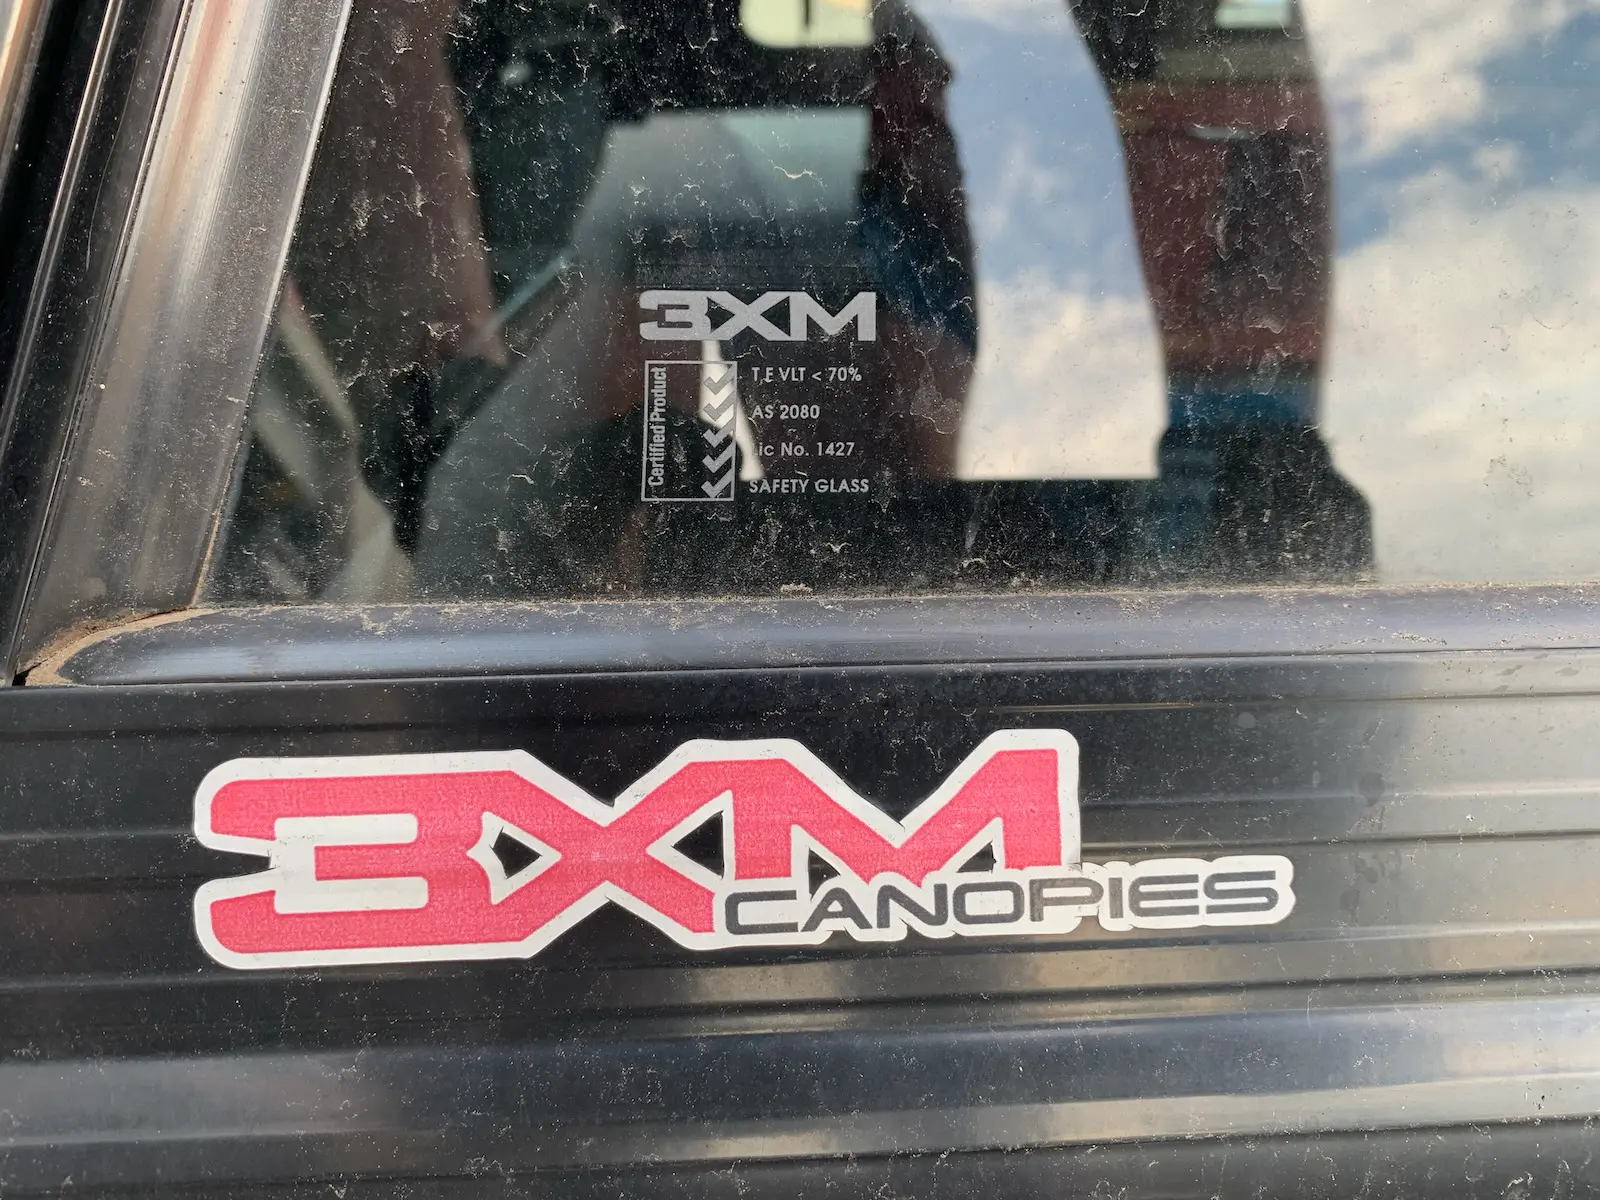 3XM
Certified Product
T,E VLT < 70%
AS 2080
Lic No. 1427
SAFETY GLASS
3XM
CANOPIES